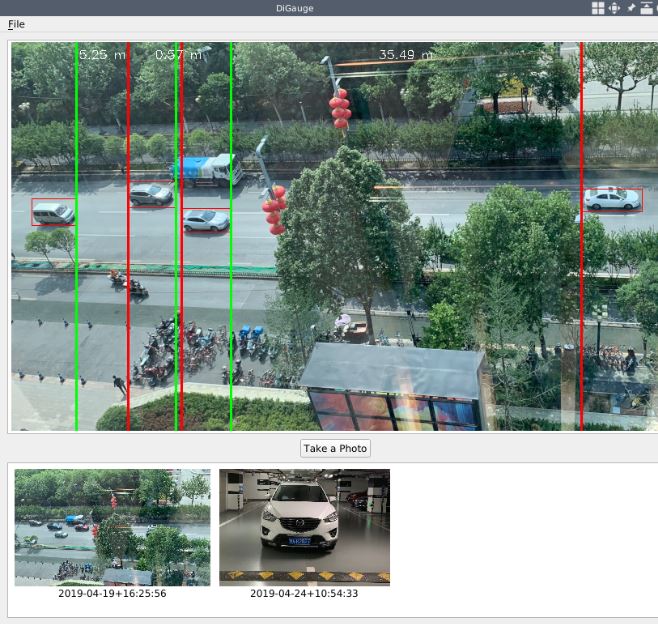 DiGauge
File
5.25 m
0.57 m
35.49 m
Take a Photo
2019-04-19+16:25:56
2019-04-24+10:54:33